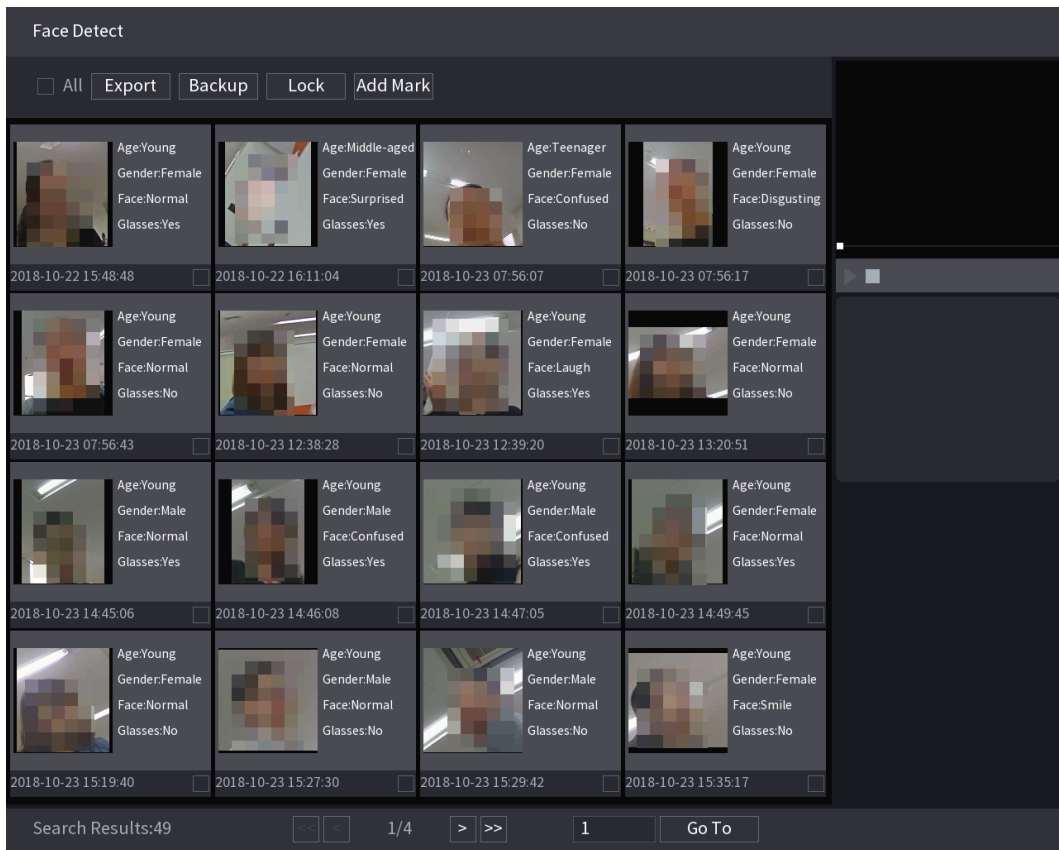 Face Detect
All Export Backup Lock Add Mark
Age:Young
Gender:Female
Face:Normal
Glasses:Yes
2018-10-22 15:48:48
Age:Middle-aged
Gender:Female
Face:Surprised
Glasses:Yes
2018-10-22 16:11:04
Age:Teenager
Gender:Female
Face:Confused
Glasses:No
2018-10-23 07:56:07
Age:Young
Gender:Female
Face:Disgusting
Glasses:No
2018-10-23 07:56:17
Age:Young
Gender:Female
Face:Normal
Glasses:No
2018-10-23 07:56:43
Age:Young
Gender:Female
Face:Normal
Glasses:No
2018-10-23 12:38:28
Age:Young
Gender:Female
Face:Laugh
Glasses:Yes
2018-10-23 12:39:20
Age:Young
Gender:Female
Face:Normal
Glasses:No
2018-10-23 13:20:51
Age:Young
Gender:Male
Face:Normal
Glasses:Yes
2018-10-23 14:45:06
Age:Young
Gender:Male
Face:Confused
Glasses:Yes
2018-10-23 14:46:08
Age:Young
Gender:Male
Face:Confused
Glasses:Yes
2018-10-23 14:47:05
Age:Young
Gender:Female
Face:Normal
Glasses:Yes
2018-10-23 14:49:45
Age:Young
Gender:Female
Face:Normal
Glasses:No
2018-10-23 15:19:40
Age:Young
Gender:Male
Face:Normal
Glasses:No
2018-10-23 15:27:30
Age:Young
Gender:Male
Face:Normal
Glasses:No
2018-10-23 15:29:42
Age:Young
Gender:Female
Face:Smile
Glasses:No
2018-10-23 15:35:17
Search Results:49 << < 1/4 > >> 1 Go To